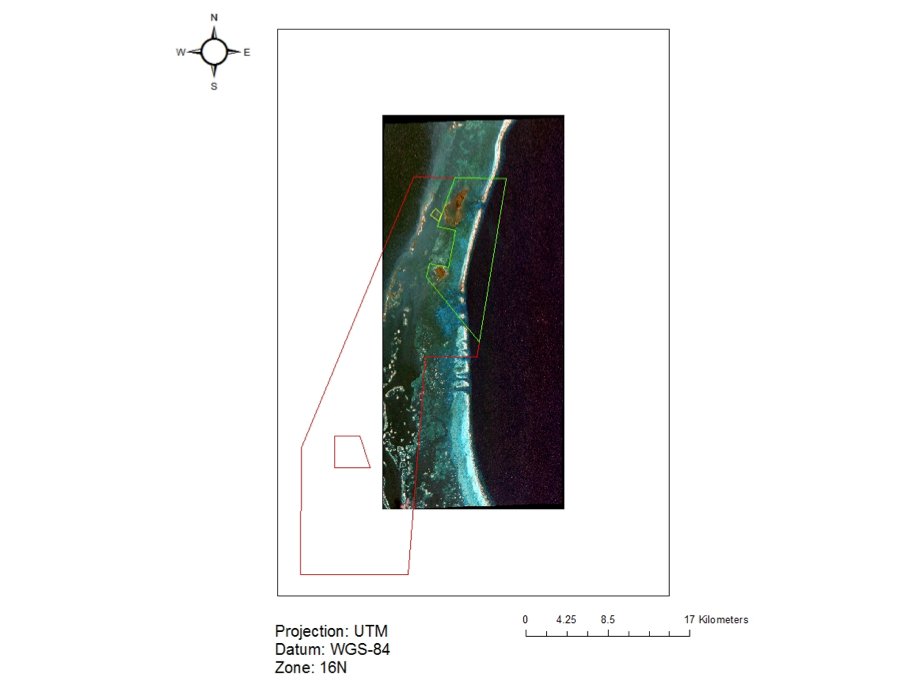 N
W E
S
0 4.25 8.5 17 Kilometers
Projection: UTM
Datum: WGS-84
Zone: 16N